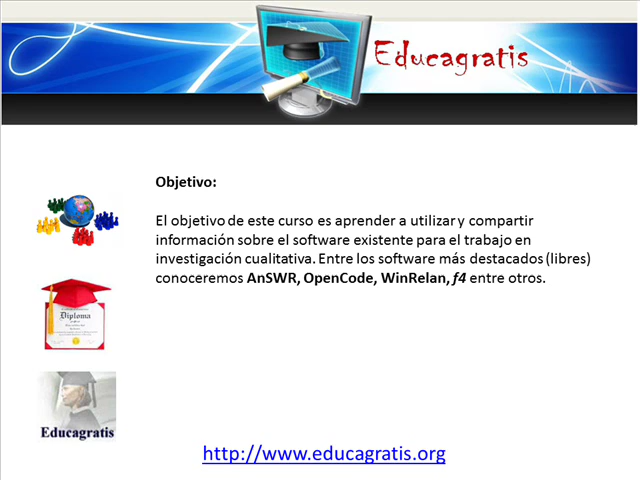 Educagratis
Objetivo:
El objetivo de este curso es aprender a utilizar y compartir
información sobre el software existente para el trabajo en
investigación cualitativa. Entre los software más destacados (libres)
conoceremos AnSWR, OpenCode, WinRelan, f4 entre otros.
Diploma
Educagratis
http://www.educagratis.org